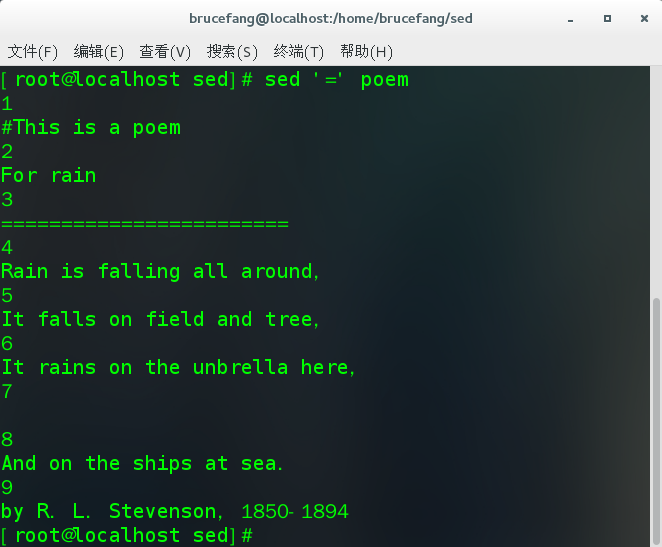 brucefang@localhost:/home/brucefang/sed
文件(F) 编辑(E) 查看(V) 搜索(S) 终端(T) 帮助(H)
[root@localhost sed]# sed '=' poem
1
#This is a poem
2
For rain
3
========================
4
Rain is falling all around,
5
It falls on field and tree,
6
It rains on the unbrella here,
7

8
And on the ships at sea.
9
by R. L. Stevenson, 1850-1894
[root@localhost sed]#